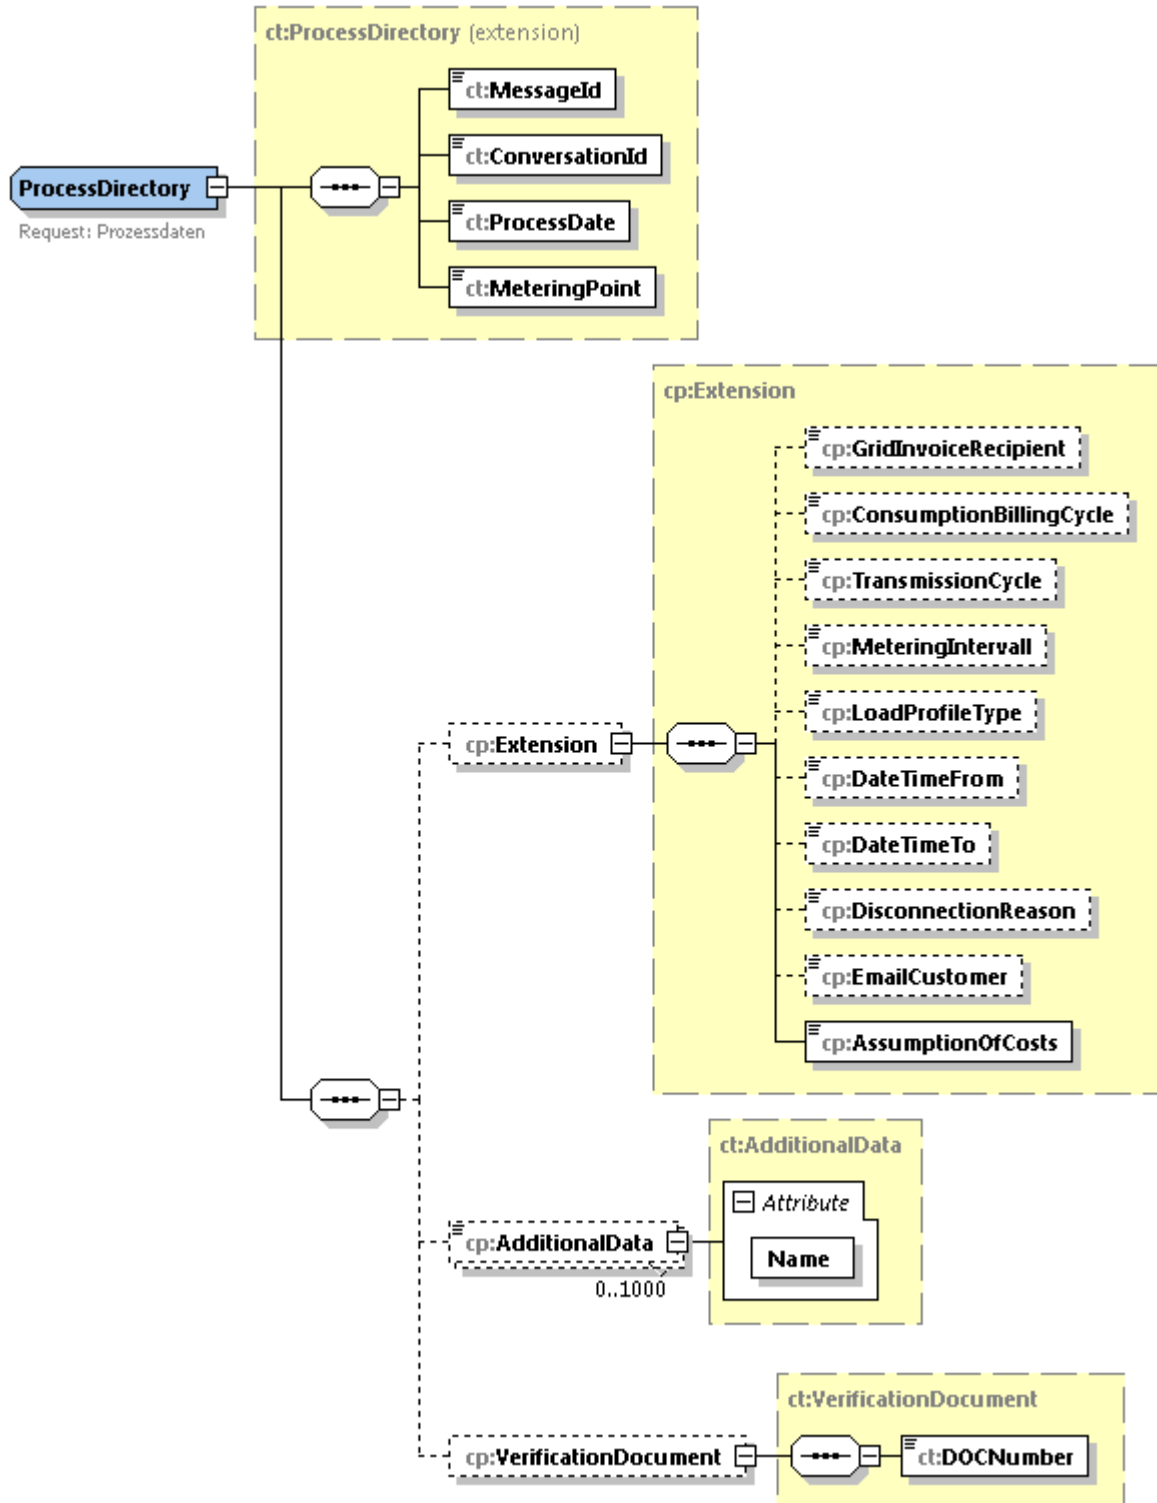 ct:ProcessDirectory (extension)
ct:MessageId
ct:ConversationId
ProcessDirectory
ct:ProcessDate
Request: Prozessdaten
ct:MeteringPoint
cp:Extension
cp:GridInvoiceRecipient
cp:ConsumptionBillingCycle
cp:TransmissionCycle
cp:MeteringIntervall
cp:LoadProfileType
cp:Extension
cp:DateTimeFrom
cp:DateTimeTo
cp:DisconnectionReason
cp:EmailCustomer
cp:AssumptionOfCosts
ct:AdditionalData
Attribute
cp:AdditionalData
Name
0..1000
ct:VerificationDocument
cp:VerificationDocument
ct:DOCNumber